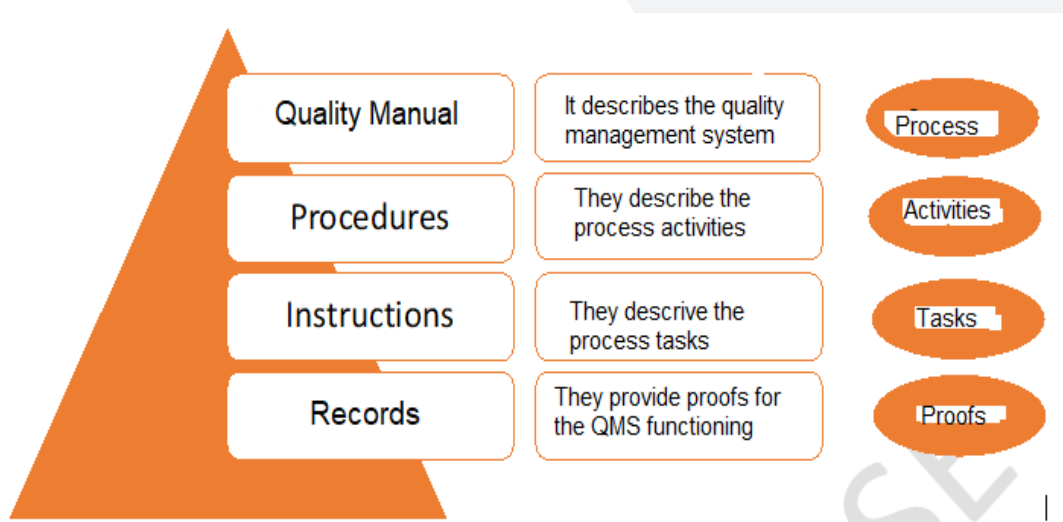 Quality Manual
It describes the quality
management system
Process
Procedures
They describe the
process activities
Activities
Instructions
They descrive the
process tasks
Tasks
Records
They provide proofs for
the QMS functioning
Proofs
SE